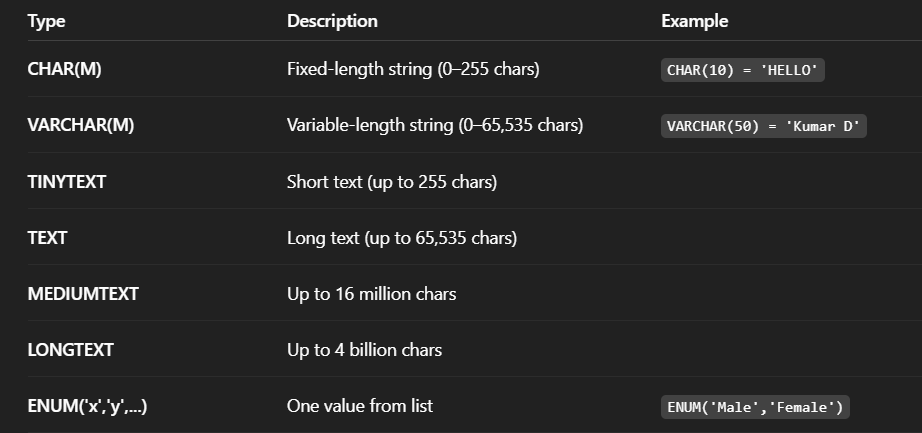 Type Description Example
CHAR(M) Fixed-length string (0–255 chars) CHAR(10) = 'HELLO'
VARCHAR(M) Variable-length string (0–65,535 chars) VARCHAR(50) = 'Kumar D'
TINYTEXT Short text (up to 255 chars)
TEXT Long text (up to 65,535 chars)
MEDIUMTEXT Up to 16 million chars
LONGTEXT Up to 4 billion chars
ENUM('x','y',...) One value from list ENUM('Male','Female')